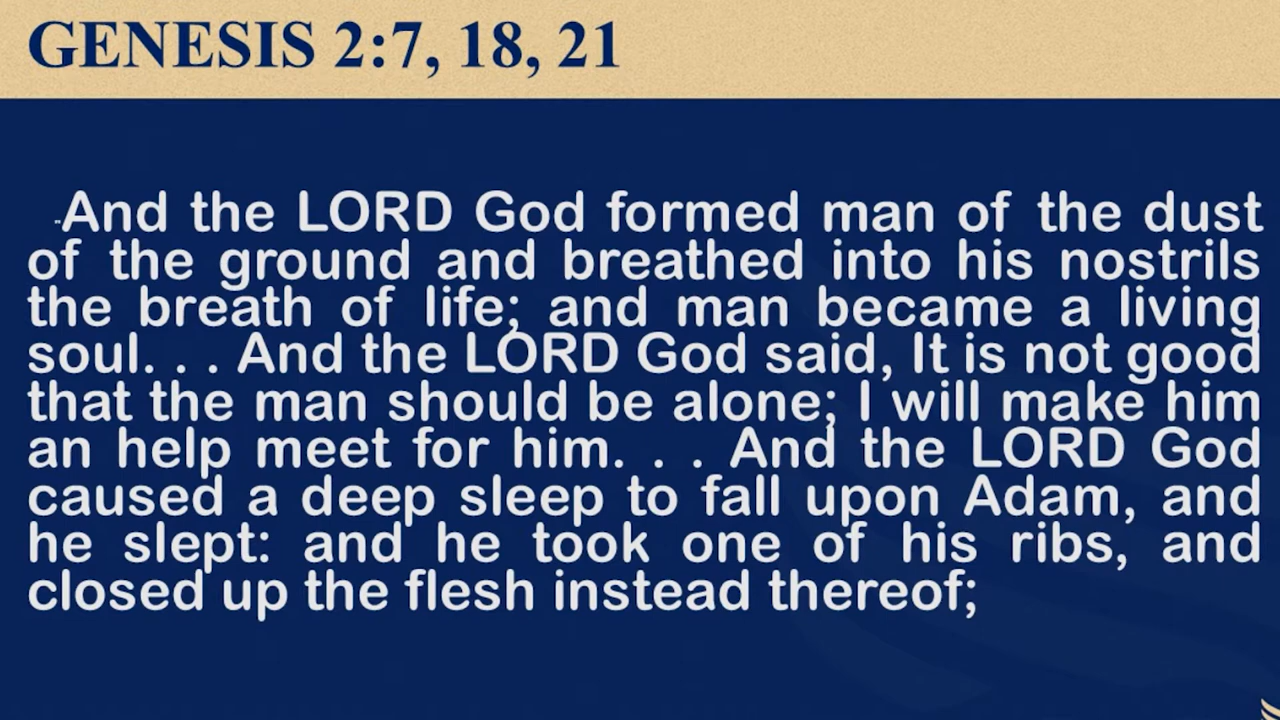 GENESIS 2:7, 18, 21
And the LORD God formed man of the dust
of the ground and breathed into his nostrils
the breath of life; and man became a living
soul. . . And the LORD God said, It is not good
that the man should be alone; I will make him
an help meet for him. . . And the LORD God
caused a deep sleep to fall upon Adam, and
he slept: and he took one of his ribs, and
closed up the flesh instead thereof;